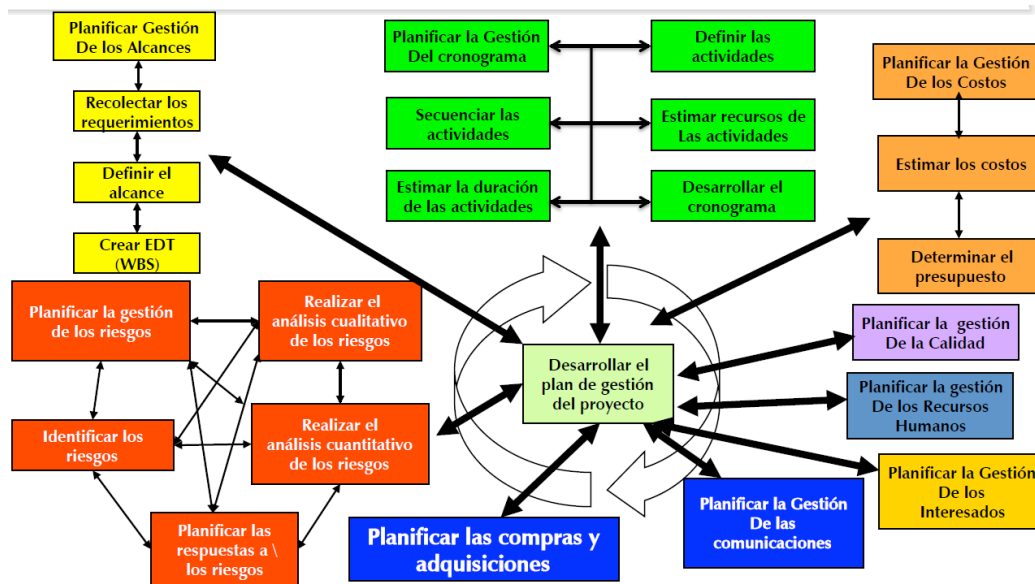 Planificar Gestión
De los Alcances
Recolectar los
requerimientos
Definir el
alcance
Crear EDT
(WBS)
Planificar la Gestión
Del cronograma
Definir las
actividades
Secuenciar las
actividades
Estimar recursos de
Las actividades
Estimar la duración
de las actividades
Desarrollar el
cronograma
Planificar la Gestión
De los Costos
Estimar los costos
Determinar el
presupuesto
Planificar la gestión
de los riesgos
Realizar el
análisis cualitativo
de los riesgos
Identificar los
riesgos
Realizar el
análisis cuantitativo
de los riesgos
Planificar las
respuestas a \
los riesgos
Desarrollar el
plan de gestión
del proyecto
Planificar la gestión
De la Calidad
Planificar la gestión
De los Recursos
Humanos
Planificar la Gestión
De los
Interesados
Planificar la Gestión
De las
comunicaciones
Planificar las compras y
adquisiciones